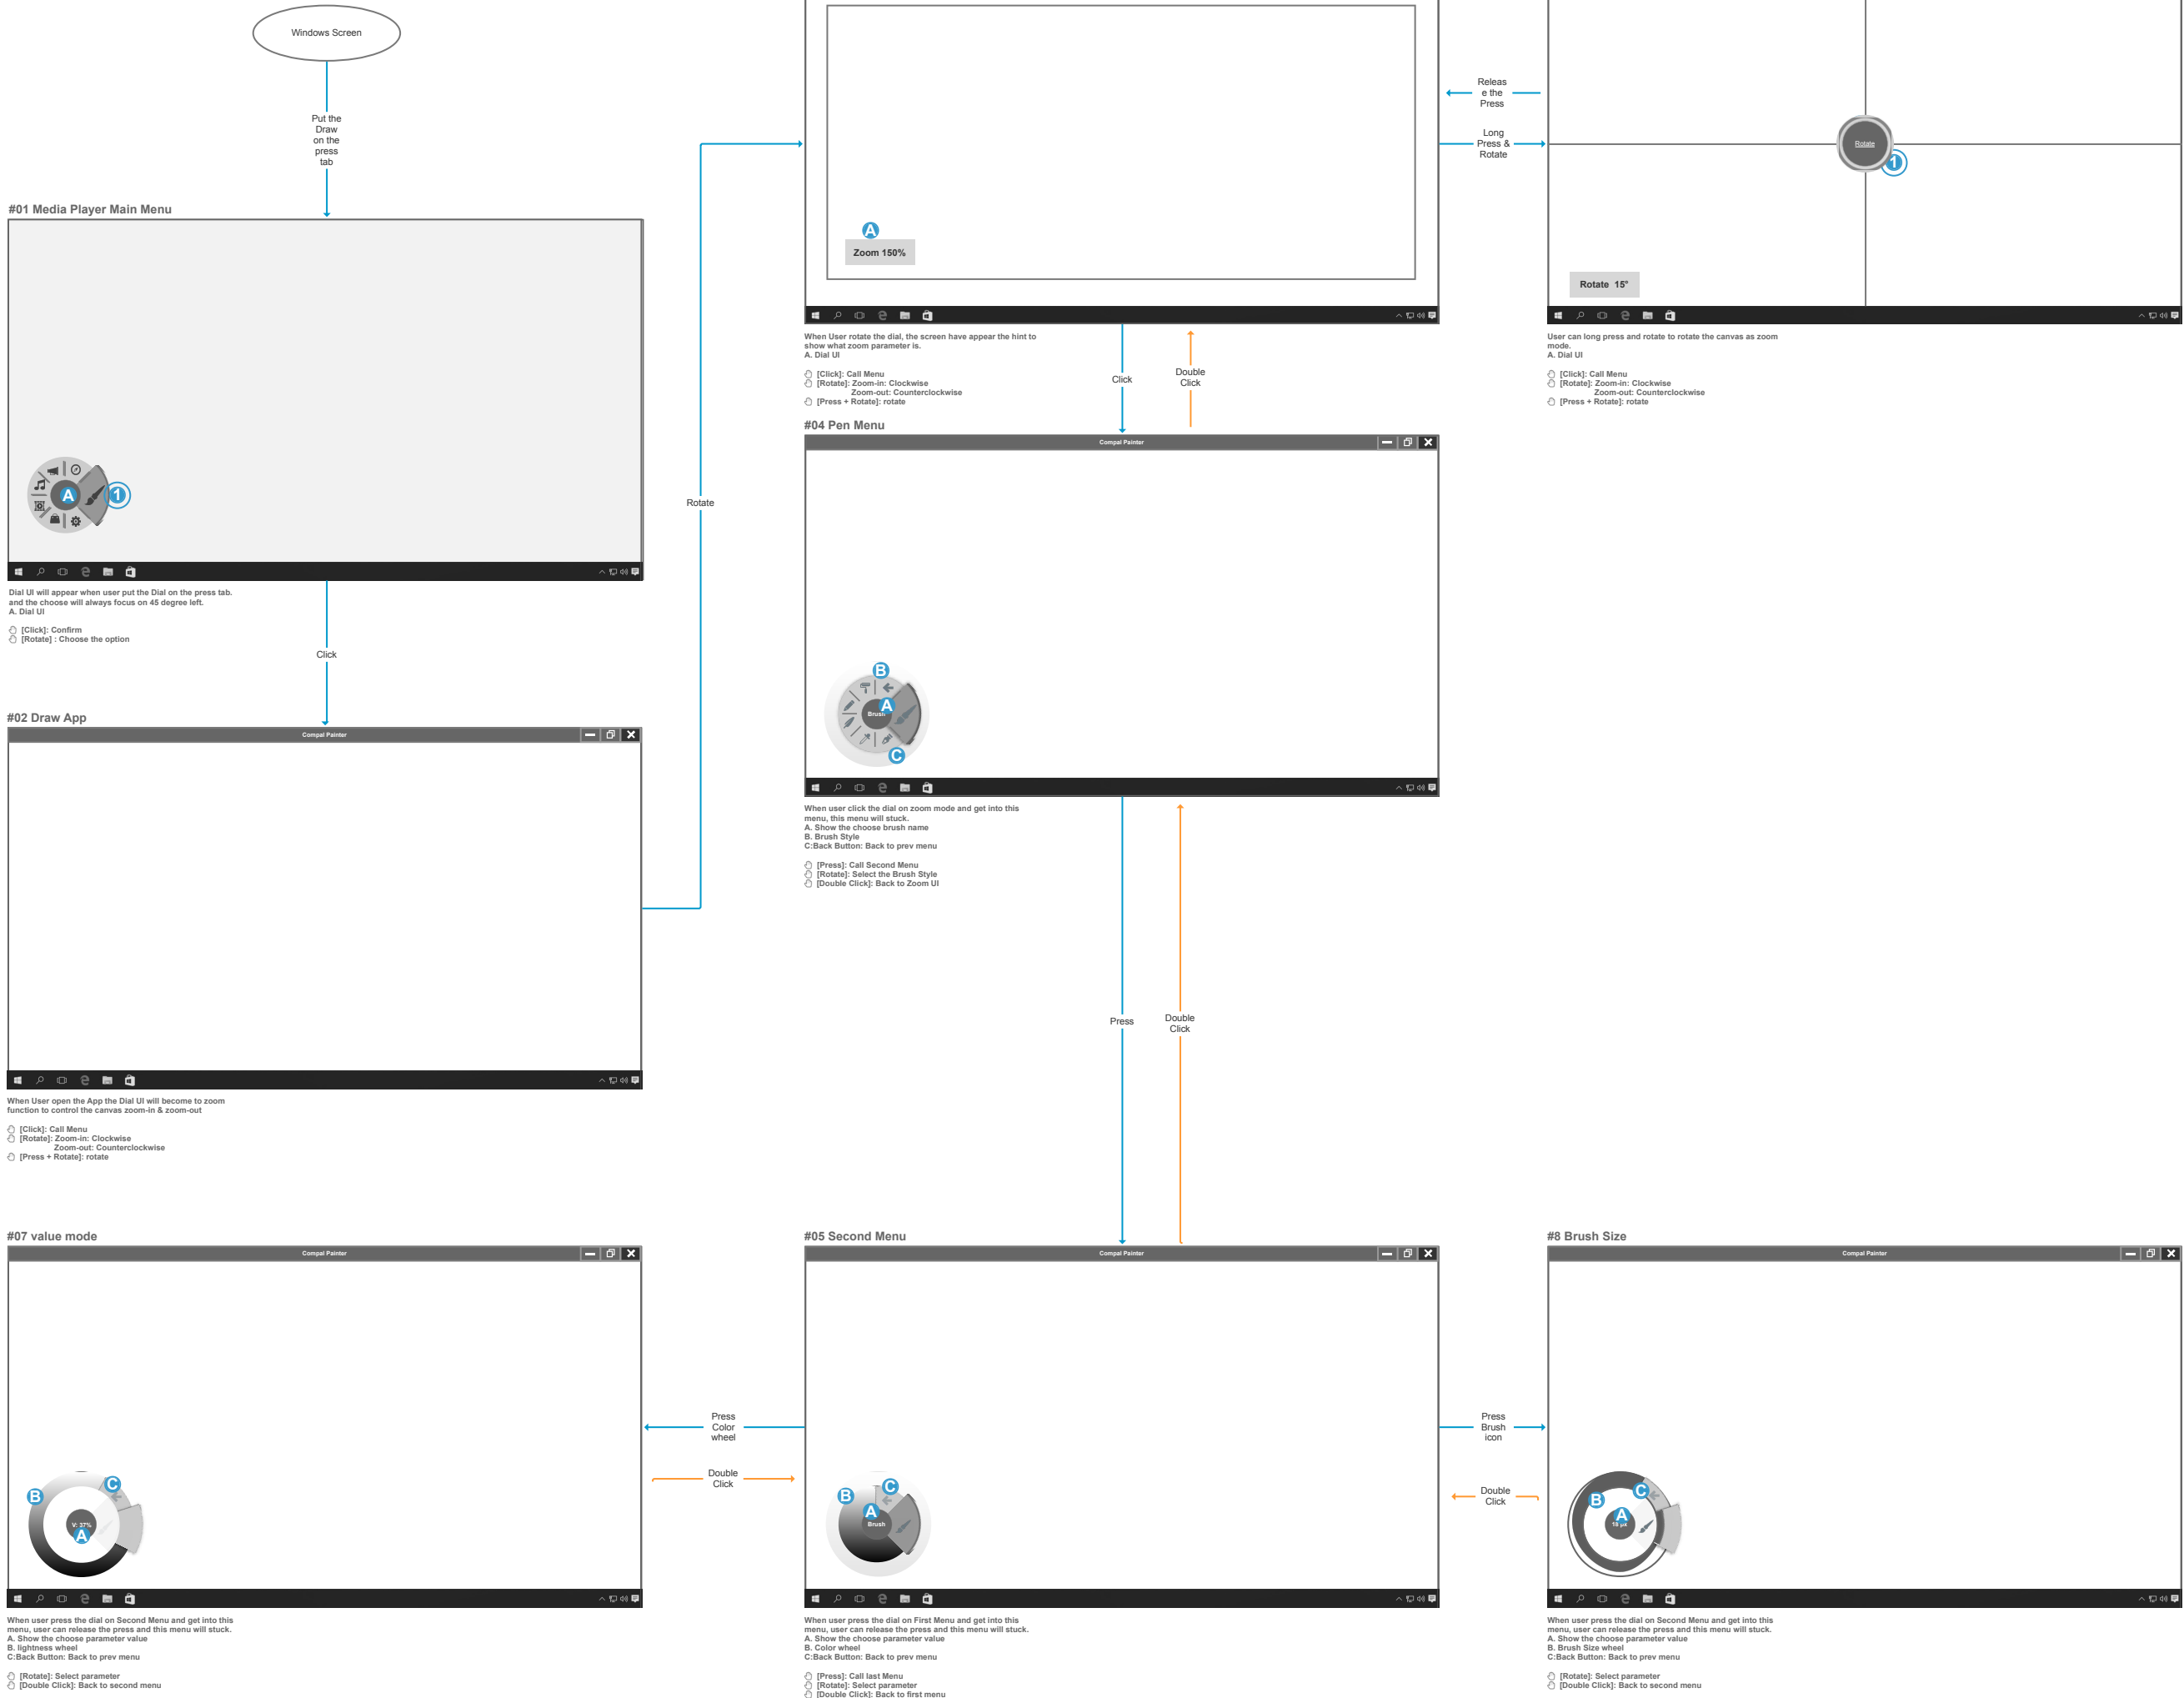 Windows Screen
Put the
Draw
on the
press
tab
#01 Media Player Main Menu
A
1
Dial UI will appear when user put the Dial on the press tab.
and the choose will always focus on 45 degree left.
A. Dial UI
[Click]: Confirm
[Rotate] : Choose the option
Click
#02 Draw App
Compal Painter
When User open the App the Dial UI will become to zoom
function to control the canvas zoom-in & zoom-out
[Click]: Call Menu
[Rotate]: Zoom-in: Clockwise
Zoom-out: Counterclockwise
[Press + Rotate]: rotate
Rotate
A
Zoom 150%
When User rotate the dial, the screen have appear the hint to
show what zoom parameter is.
A. Dial UI
[Click]: Call Menu
[Rotate]: Zoom-in: Clockwise
Zoom-out: Counterclockwise
[Press + Rotate]: rotate
Releas
e the
Press
Long
Press &
Rotate
Rotate
1
Rotate 15°
User can long press and rotate to rotate the canvas as zoom
mode.
A. Dial UI
[Click]: Call Menu
[Rotate]: Zoom-in: Clockwise
Zoom-out: Counterclockwise
[Press + Rotate]: rotate
Click
Double
Click
#04 Pen Menu
Compal Painter
B
A
Brush
C
When user click the dial on zoom mode and get into this
menu, this menu will stuck.
A. Show the choose brush name
B. Brush Style
C:Back Button: Back to prev menu
[Press]: Call Second Menu
[Rotate]: Select the Brush Style
[Double Click]: Back to Zoom UI
Press
Double
Click
#07 value mode
Compal Painter
C
B
V: 37%
A
When user press the dial on Second Menu and get into this
menu, user can release the press and this menu will stuck.
A. Show the choose parameter value
B. lightness wheel
C:Back Button: Back to prev menu
[Rotate]: Select parameter
[Double Click]: Back to second menu
Press
Color
wheel
Double
Click
#05 Second Menu
Compal Painter
C
B
A
Brush
When user press the dial on First Menu and get into this
menu, user can release the press and this menu will stuck.
A. Show the choose parameter value
B. Color wheel
C:Back Button: Back to prev menu
[Press]: Call last Menu
[Rotate]: Select parameter
[Double Click]: Back to first menu
Press
Brush
icon
Double
Click
#8 Brush Size
Compal Painter
C
B
A
When user press the dial on Second Menu and get into this
menu, user can release the press and this menu will stuck.
A. Show the choose parameter value
B. Brush Size wheel
C:Back Button: Back to prev menu
[Rotate]: Select parameter
[Double Click]: Back to second menu